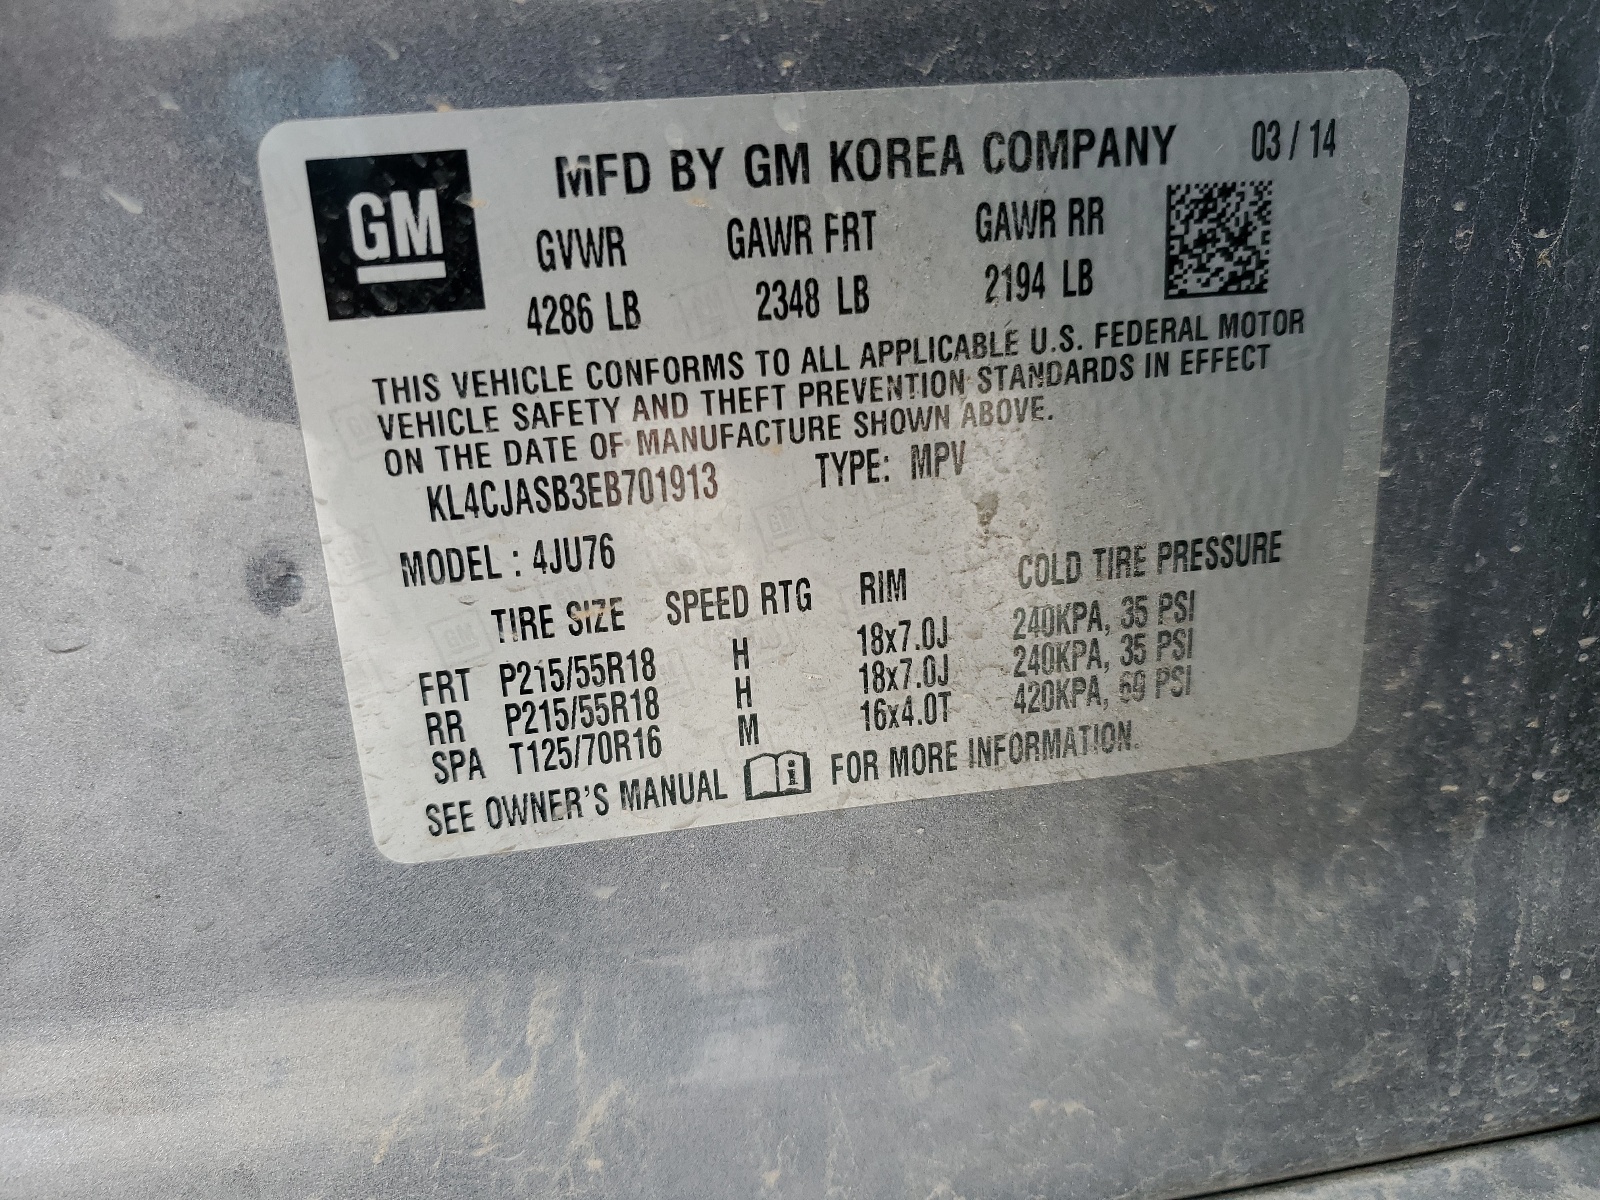 GM
MFD BY GM KOREA COMPANY 03 / 14
GVWR GAWR FRT GAWR RR
4286 LB 2348 LB 2194 LB
THIS VEHICLE CONFORMS TO ALL APPLICABLE U.S. FEDERAL MOTOR
VEHICLE SAFETY AND THEFT PREVENTION STANDARDS IN EFFECT
ON THE DATE OF MANUFACTURE SHOWN ABOVE.
KL4CJASB3EB701913 TYPE: MPV
MODEL : 4JU76
TIRE SIZE SPEED RTG RIM COLD TIRE PRESSURE
FRT P215/55R18 H 18x7.0J 240KPA, 35 PSI
RR P215/55R18 H 18x7.0J 240KPA, 35 PSI
SPA T125/70R16 M 16x4.0T 420KPA, 60 PSI
SEE OWNER'S MANUAL FOR MORE INFORMATION.